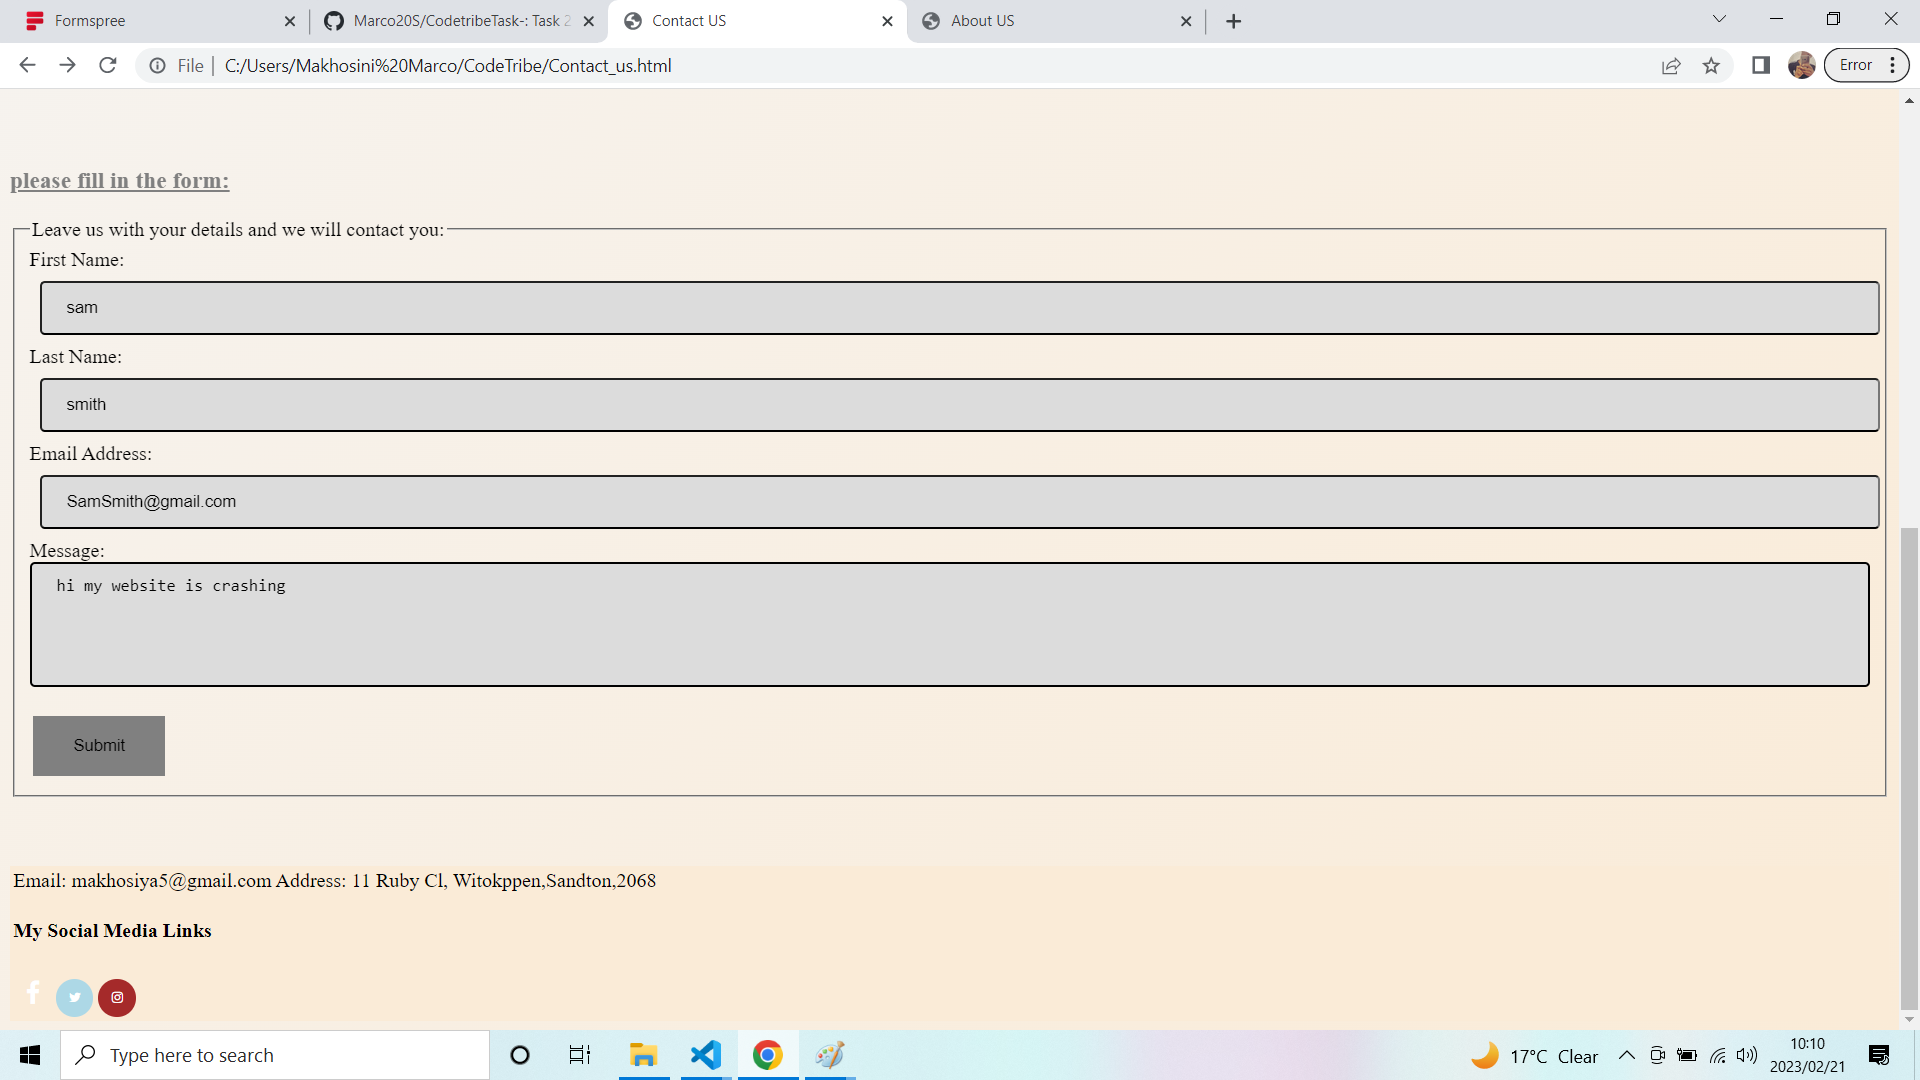 Formspree
Marco20S/CodetribeTask-: Task 2
Contact US
About US
File
C:/Users/Makhosini%20Marco/CodeTribe/Contact_us.html
Error
please fill in the form:
Leave us with your details and we will contact you:
First Name:
sam
Last Name:
smith
Email Address:
SamSmith@gmail.com
Message:
hi my website is crashing
Submit
Email: makhosiya5@gmail.com Address: 11 Ruby Cl, Witokppen,Sandton,2068
My Social Media Links
Type here to search
17°C Clear
10:10
2023/02/21